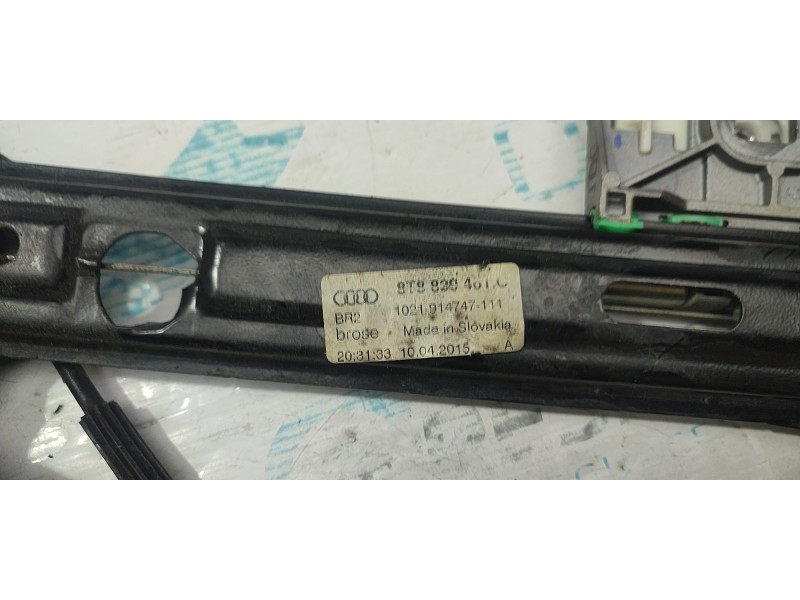 8T8 839 461 C
BR2 1021.914747-111
brose Made in Slovakia
20:31:33 10.04.2015 A